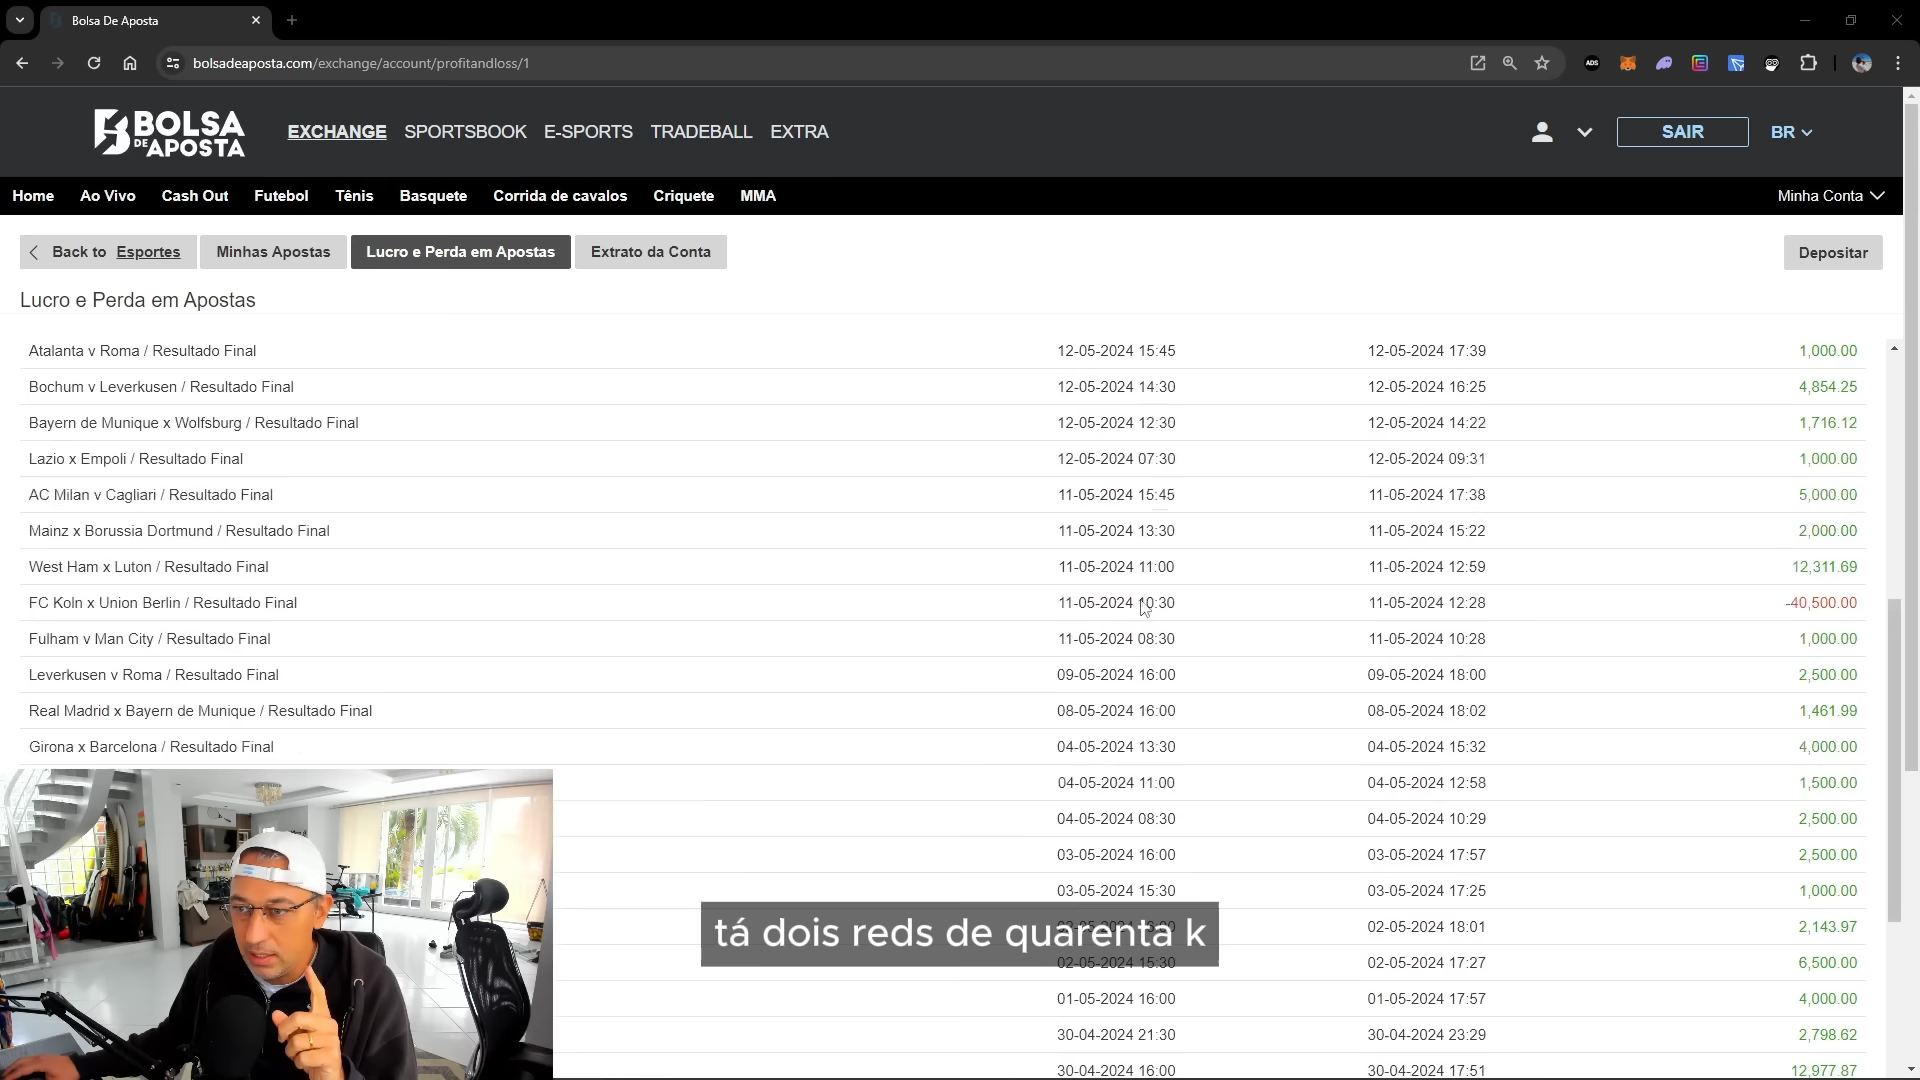 Bolsa De Aposta
bolsadeaposta.com/exchange/account/profitandloss/1
ADS
BOLSA
DE APOSTA
EXCHANGE SPORTSBOOK E-SPORTS TRADEBALL EXTRA
SAIR
BR
Home Ao Vivo Cash Out Futebol Tênis Basquete Corrida de cavalos Criquete MMA
Minha Conta
Back to Esportes Minhas Apostas Lucro e Perda em Apostas Extrato da Conta
Depositar
Lucro e Perda em Apostas
Atalanta v Roma / Resultado Final 12-05-2024 15:45 12-05-2024 17:39 1,000.00
Bochum v Leverkusen / Resultado Final 12-05-2024 14:30 12-05-2024 16:25 4,854.25
Bayern de Munique x Wolfsburg / Resultado Final 12-05-2024 12:30 12-05-2024 14:22 1,716.12
Lazio x Empoli / Resultado Final 12-05-2024 07:30 12-05-2024 09:31 1,000.00
AC Milan v Cagliari / Resultado Final 11-05-2024 15:45 11-05-2024 17:38 5,000.00
Mainz x Borussia Dortmund / Resultado Final 11-05-2024 13:30 11-05-2024 15:22 2,000.00
West Ham x Luton / Resultado Final 11-05-2024 11:00 11-05-2024 12:59 12,311.69
FC Koln x Union Berlin / Resultado Final 11-05-2024 10:30 11-05-2024 12:28 -40,500.00
Fulham v Man City / Resultado Final 11-05-2024 08:30 11-05-2024 10:28 1,000.00
Leverkusen v Roma / Resultado Final 09-05-2024 16:00 09-05-2024 18:00 2,500.00
Real Madrid x Bayern de Munique / Resultado Final 08-05-2024 16:00 08-05-2024 18:02 1,461.99
Girona x Barcelona / Resultado Final 04-05-2024 13:30 04-05-2024 15:32 4,000.00
04-05-2024 11:00 04-05-2024 12:58 1,500.00
04-05-2024 08:30 04-05-2024 10:29 2,500.00
03-05-2024 16:00 03-05-2024 17:57 2,500.00
03-05-2024 15:30 03-05-2024 17:25 1,000.00
02-05-2024 18:01 2,143.97
tá dois reds de quarenta k
02-05-2024 15:30 02-05-2024 17:27 6,500.00
01-05-2024 16:00 01-05-2024 17:57 4,000.00
30-04-2024 21:30 30-04-2024 23:29 2,798.62
30-04-2024 16:00 30-04-2024 17:51 12,977.87